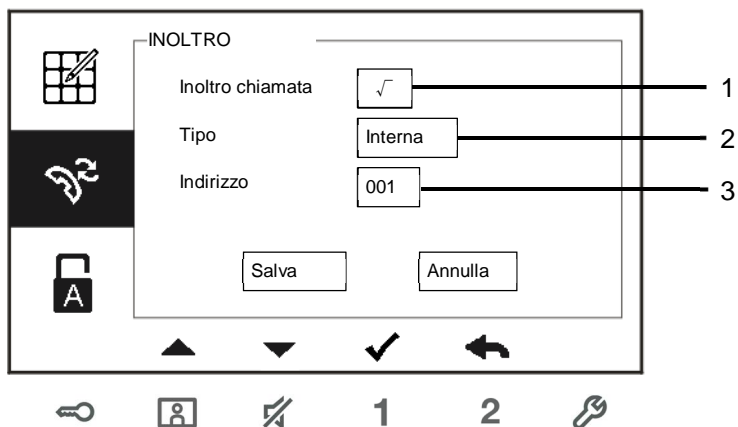 INOLTRO
Inoltro chiamata √ 1
Tipo Interna 2
Indirizzo 001 3
Salva Annulla
A
1 2